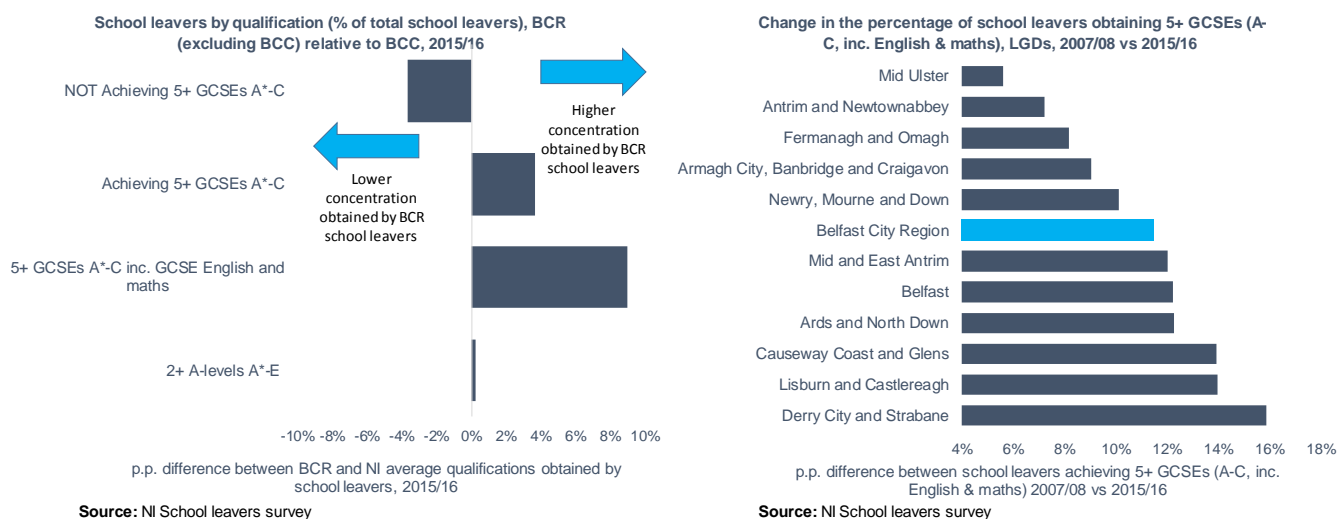 School leavers by qualification (% of total school leavers), BCR
(excluding BCC) relative to BCC, 2015/16
NOT Achieving 5+ GCSEs A*-C
Achieving 5+ GCSEs A*-C
5+ GCSEs A*-C inc. GCSE English and
maths
2+ A-levels A*-E
Higher
concentration
obtained by BCR
school leavers
Lower
concentration
obtained by BCR
school leavers
-10% -8% -6% -4% -2% 0% 2% 4% 6% 8% 10%
p.p. difference between BCR and NI average qualifications obtained by
school leavers, 2015/16
Source: NI School leavers survey
Change in the percentage of school leavers obtaining 5+ GCSEs (A-
C, inc. English & maths), LGDs, 2007/08 vs 2015/16
Mid Ulster
Antrim and Newtownabbey
Fermanagh and Omagh
Armagh City, Banbridge and Craigavon
Newry, Mourne and Down
Belfast City Region
Mid and East Antrim
Belfast
Ards and North Down
Causeway Coast and Glens
Lisburn and Castlereagh
Derry City and Strabane
4% 6% 8% 10% 12% 14% 16% 18%
p.p. difference between school leavers achieving 5+ GCSEs (A-C, inc.
English & maths) 2007/08 vs 2015/16
Source: NI School leavers survey